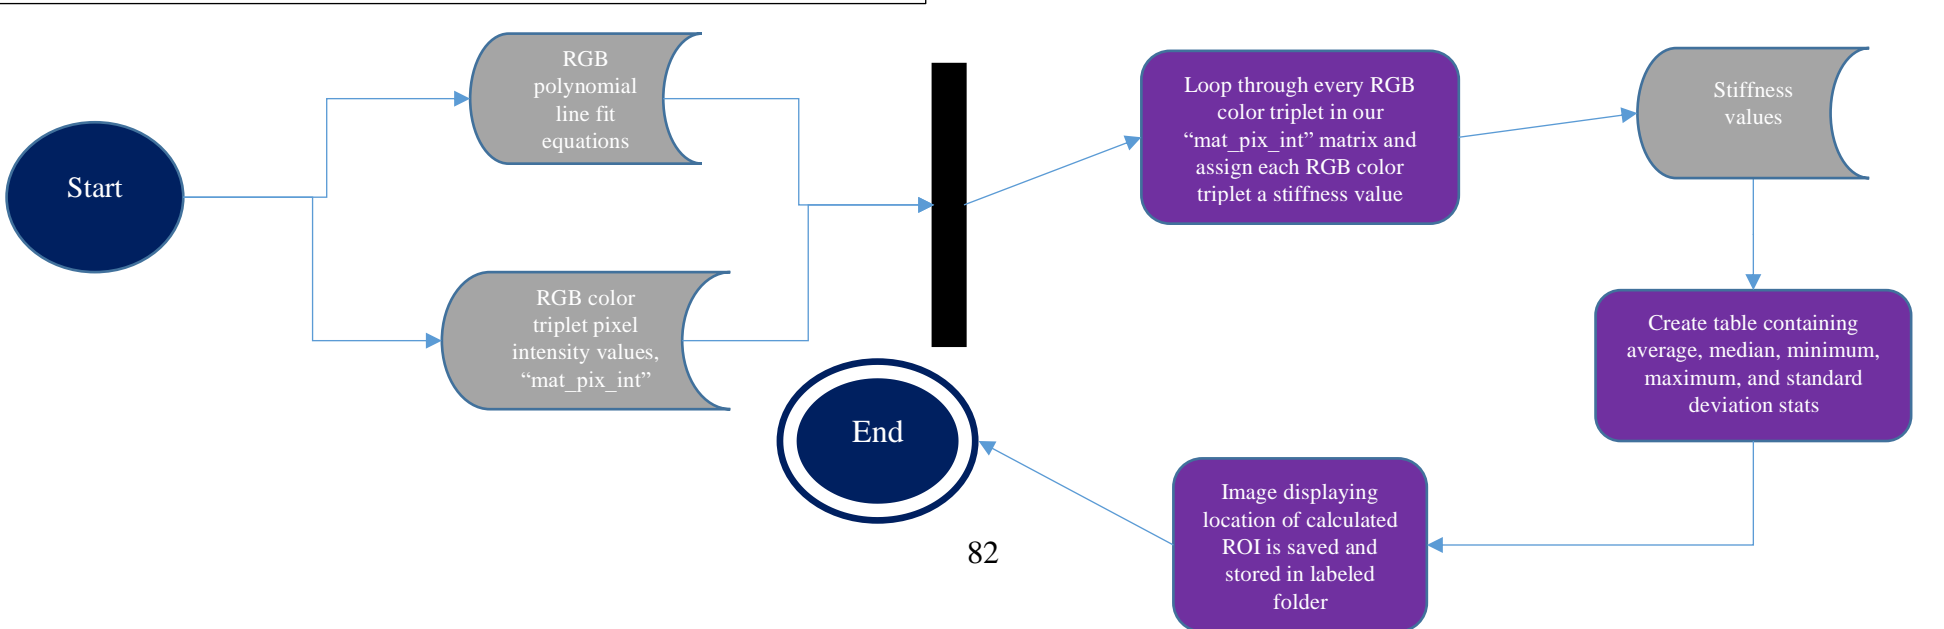 Start
RGB
polynomial
line fit
equations
RGB color
triplet pixel
intensity values,
“mat_pix_int”
Loop through every RGB
color triplet in our
“mat_pix_int” matrix and
assign each RGB color
triplet a stiffness value
Stiffness
values
Create table containing
average, median, minimum,
maximum, and standard
deviation stats
Image displaying
location of calculated
ROI is saved and
stored in labeled
folder
End
82